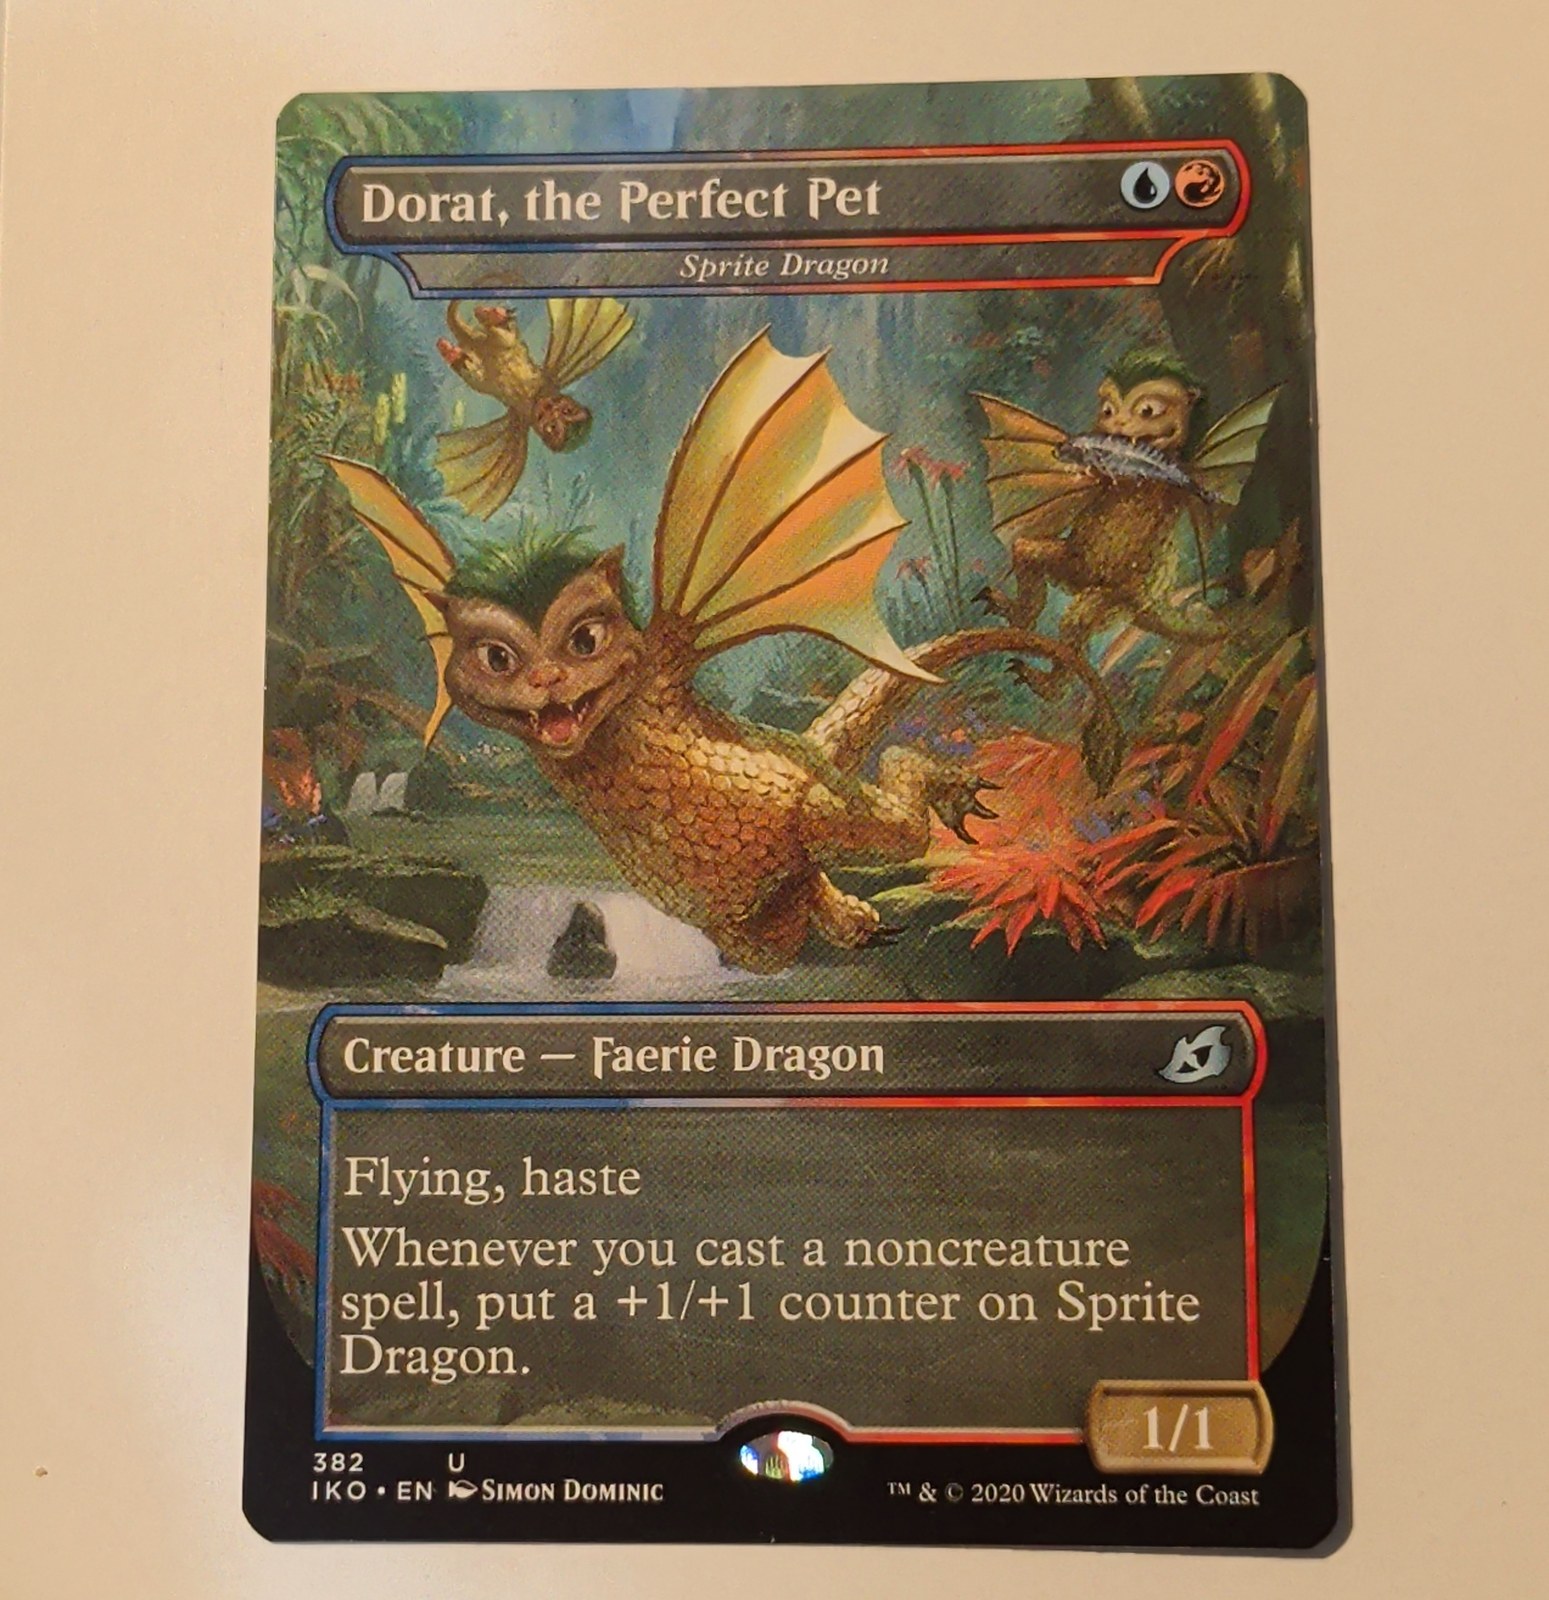 Dorat, the Perfect Pet
Sprite Dragon
Creature — Faerie Dragon
Flying, haste
Whenever you cast a noncreature
spell, put a +1/+1 counter on Sprite
Dragon.
1/1
382 U
IKO • EN SIMON DOMINIC
™ & © 2020 Wizards of the Coast